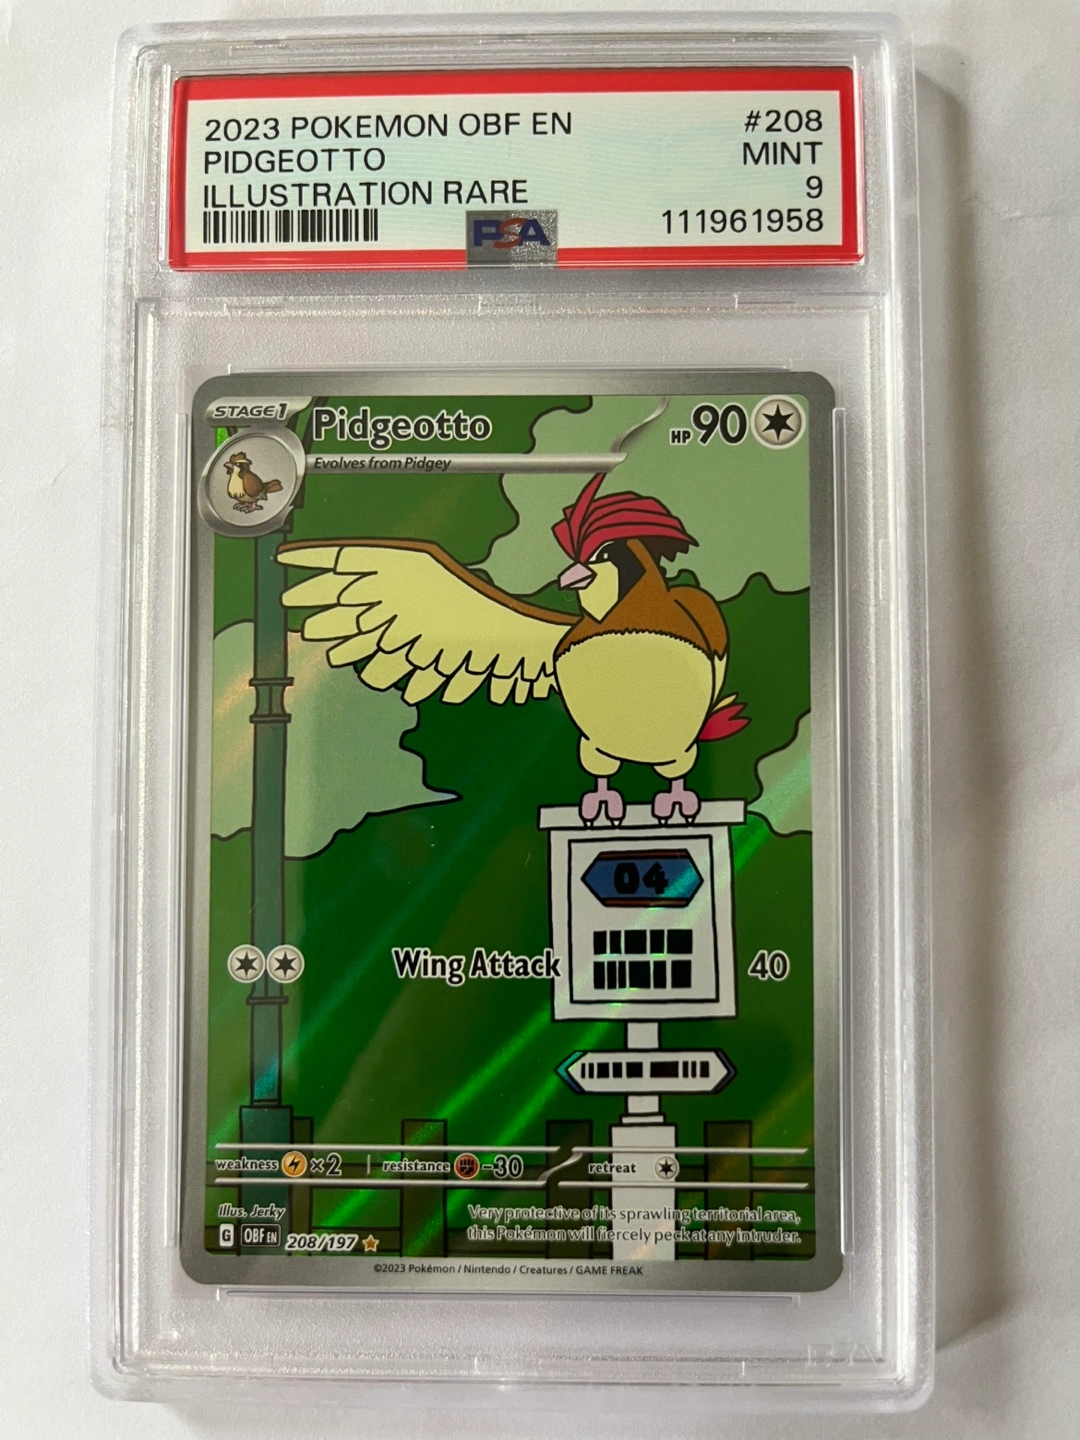 2023 POKEMON OBF EN #208
PIDGEOTTO MINT
ILLUSTRATION RARE 9
PSA 111961958
STAGE1 Pidgeotto HP 90
Evolves from Pidgey
04
Wing Attack 40
weakness ×2 resistance -30 retreat
Illus. Jerky
Very protective of its sprawling territorial area,
this Pokémon will fiercely peck at any intruder.
G OBF EN 208/197
©2023 Pokémon / Nintendo / Creatures / GAME FREAK